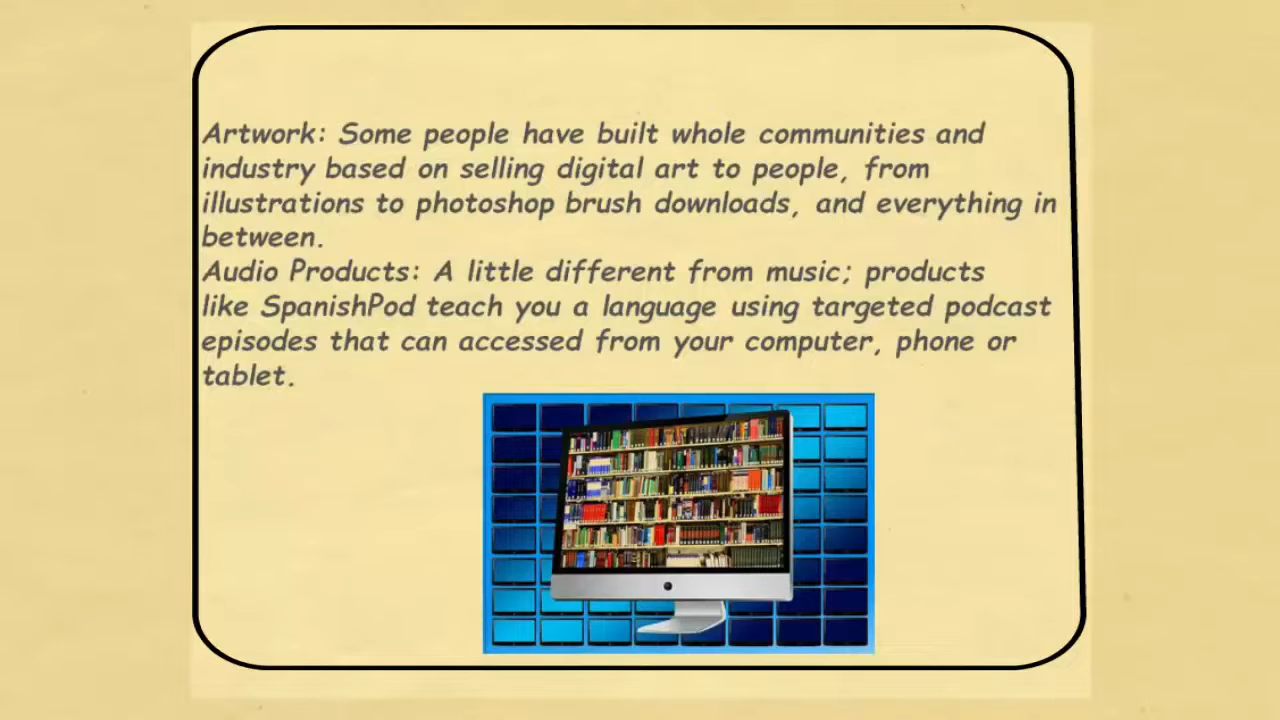 Artwork: Some people have built whole communities and
industry based on selling digital art to people, from
illustrations to photoshop brush downloads, and everything in
between.
Audio Products: A little different from music; products
like SpanishPod teach you a language using targeted podcast
episodes that can accessed from your computer, phone or
tablet.